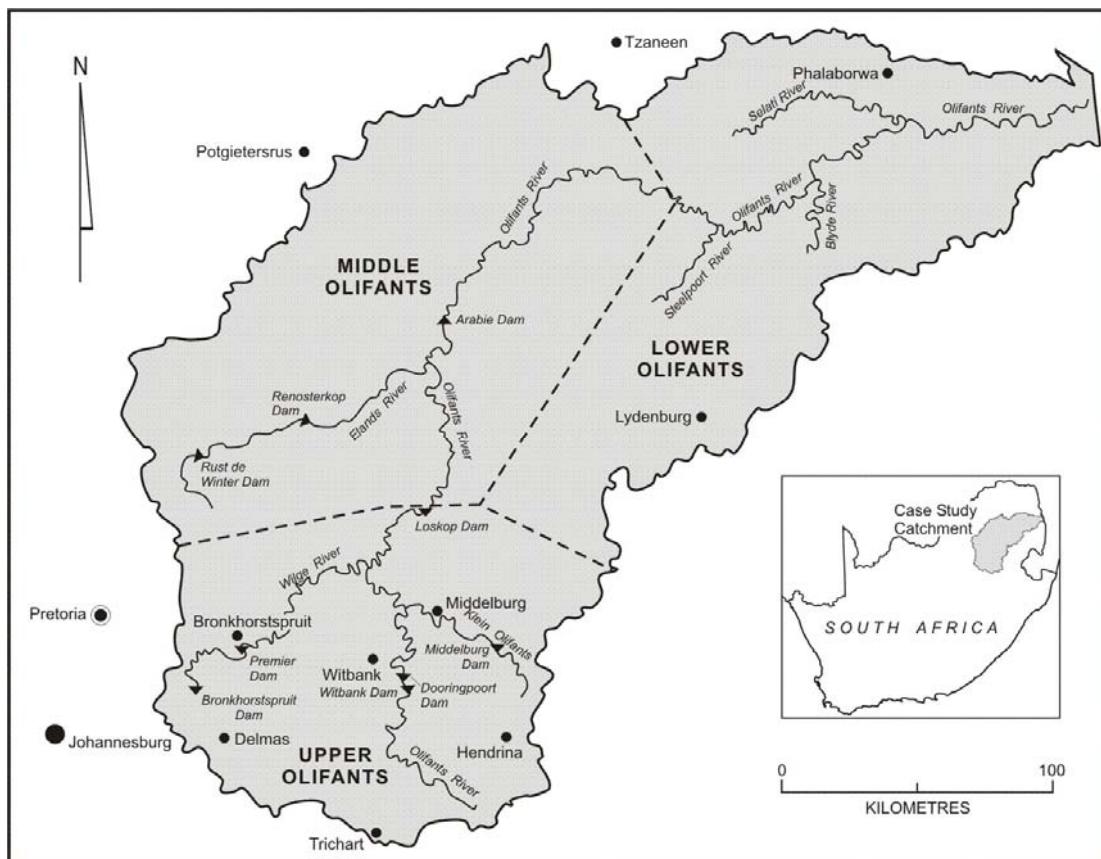 Tzaneen
N
Phalaborwa
Selati River
Olifants River
Potgietersrus
Olifants River
Olifants River
Blyde River
MIDDLE
OLIFANTS
Steelpoort River
Arabie Dam
LOWER
OLIFANTS
Renosterkop
Dam
Elands River
Olifants River
Lydenburg
Rust de
Winter Dam
Loskop Dam
Case Study
Catchment
Wilge River
Pretoria
Bronkhorstspruit
Middelburg
Klein Olifants
SOUTH AFRICA
Premier
Dam
Witbank
Witbank Dam
Middelburg
Dam
Dooringpoort
Dam
Bronkhorstspruit
Dam
Johannesburg
Delmas
UPPER
OLIFANTS
Olifants River
Hendrina
0
100
KILOMETRES
Trichart